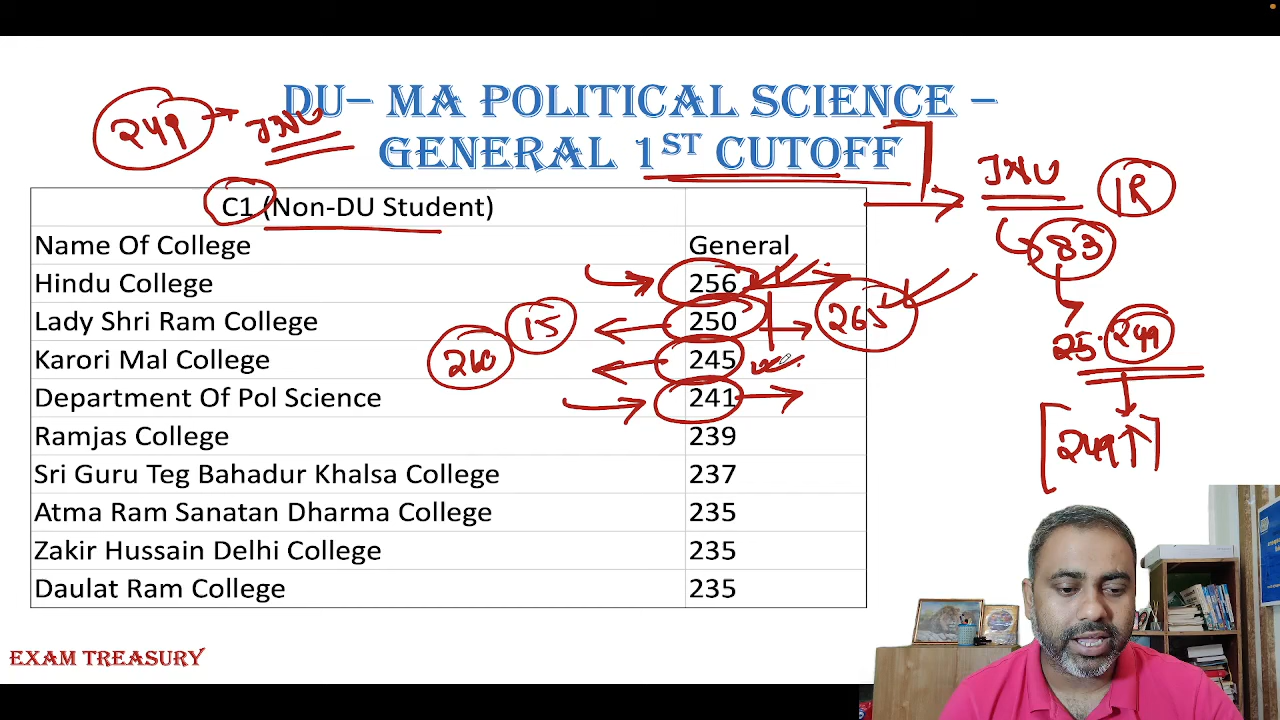 DU– MA POLITICAL SCIENCE –
GENERAL 1ST CUTOFF
249 → JNU
JNU
1R
83
25. 249
[249↑]
C1 (Non-DU Student)
Name Of College General
Hindu College 256
265
Lady Shri Ram College 250
15
Karori Mal College 245
260
Department Of Pol Science 241
Ramjas College 239
Sri Guru Teg Bahadur Khalsa College 237
Atma Ram Sanatan Dharma College 235
Zakir Hussain Delhi College 235
Daulat Ram College 235
EXAM TREASURY